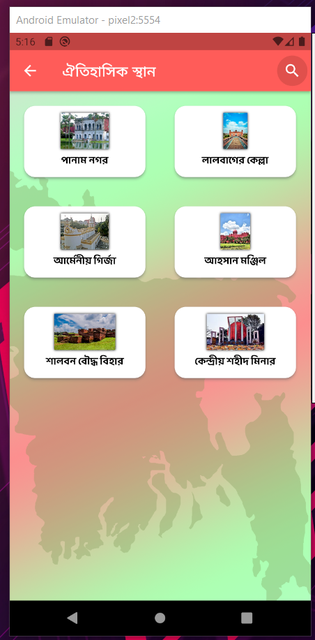 Android Emulator - pixel2:5554
5:16
ঐতিহাসিক স্থান
পানাম নগর
লালবাগের কেল্লা
আর্মেনীয় গির্জা
আহসান মঞ্জিল
শালবন বৌদ্ধ বিহার
কেন্দ্রীয় শহীদ মিনার